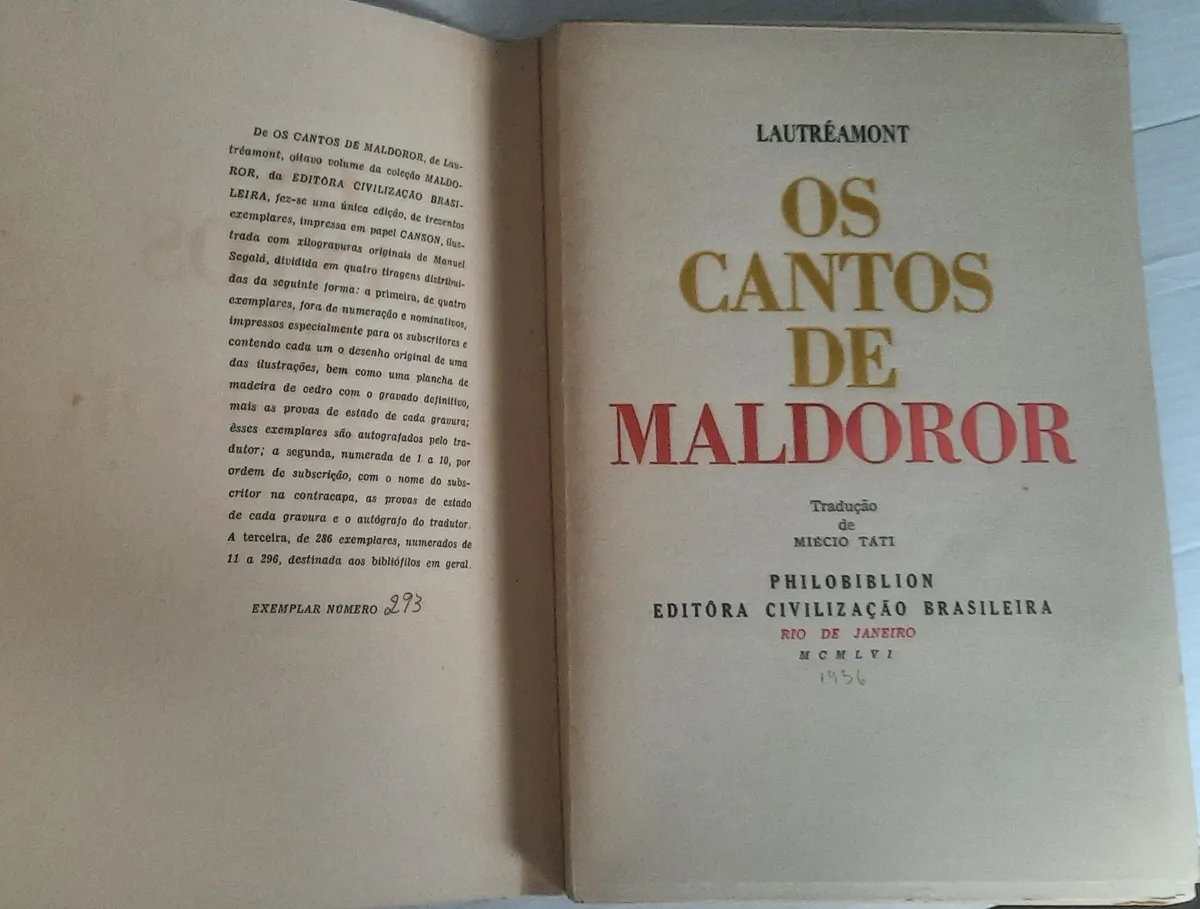 De OS CANTOS DE MALDOROR, de Lau-
tréamont, oitavo volume da coleção MALDO-
ROR, da EDITÔRA CIVILIZAÇÃO BRASI-
LEIRA, fez-se uma única edição, de trezentos
exemplares, impressa em papel CANSON, ilus-
trada com xilogravuras originais de Manuel
Segalá, dividida em quatro tiragens distribuí-
das da seguinte forma: a primeira, de quatro
exemplares, fora de numeração e nominativos,
impressos especialmente para os subscritores e
contendo cada um o desenho original de uma
das ilustrações, bem como uma plancha de
madeira de cedro com o gravado definitivo,
mais as provas de estado de cada gravura;
êsses exemplares são autografados pelo tra-
dutor; a segunda, numerada de 1 a 10, por
ordem de subscrição, com o nome do subs-
critor na contracapa, as provas de estado
de cada gravura e o autógrafo do tradutor.
A terceira, de 286 exemplares, numerados de
11 a 296, destinada aos bibliófilos em geral.
EXEMPLAR NÚMERO 293
LAUTRÉAMONT
OS
CANTOS
DE
MALDOROR
Tradução
de
MIÉCIO TATI
PHILOBIBLION
EDITÔRA CIVILIZAÇÃO BRASILEIRA
RIO DE JANEIRO
MCMLVI
1956